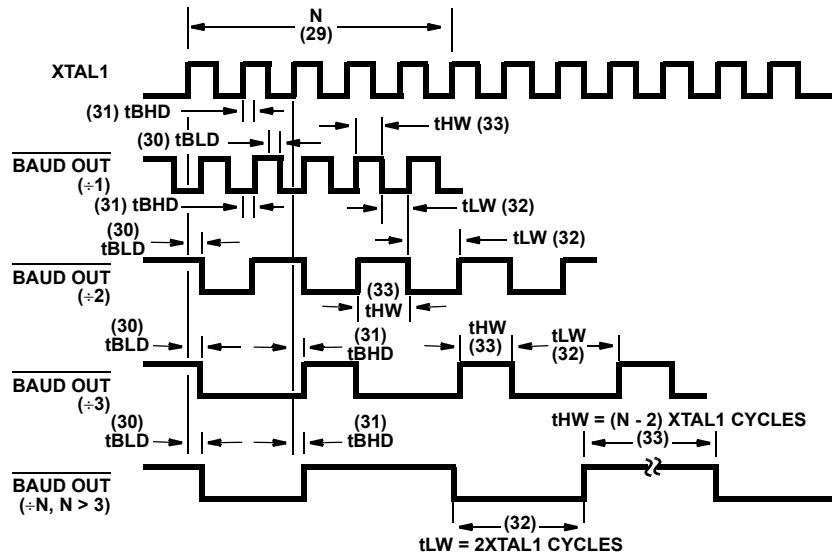 N
(29)
XTAL1
(31) tBHD
tHW (33)
(30) tBLD
BAUD OUT
(÷1)
(31) tBHD
tLW (32)
(30)
tBLD
tLW (32)
BAUD OUT
(÷2)
(33)
tHW
(30)
tBLD
(31)
tBHD
tHW
(33)
tLW
(32)
BAUD OUT
(÷3)
(30)
tBLD
(31)
tBHD
tHW = (N - 2) XTAL1 CYCLES
(33)
BAUD OUT
(÷N, N > 3)
(32)
tLW = 2XTAL1 CYCLES